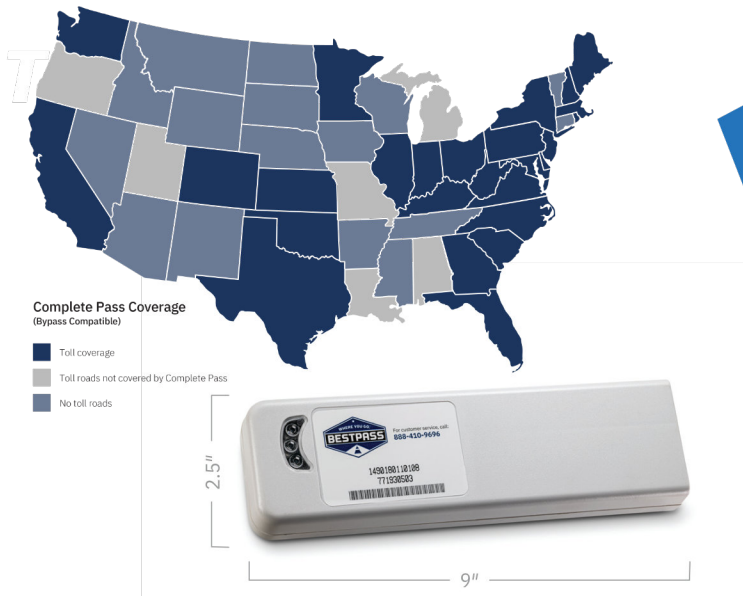 T
Complete Pass Coverage
(Bypass Compatible)
Toll coverage
Toll roads not covered by Complete Pass
No toll roads
2.5"
WHERE YOU GO
BESTPASS
For customer service, call:
888-410-9696
1490180110108
771930503
9"